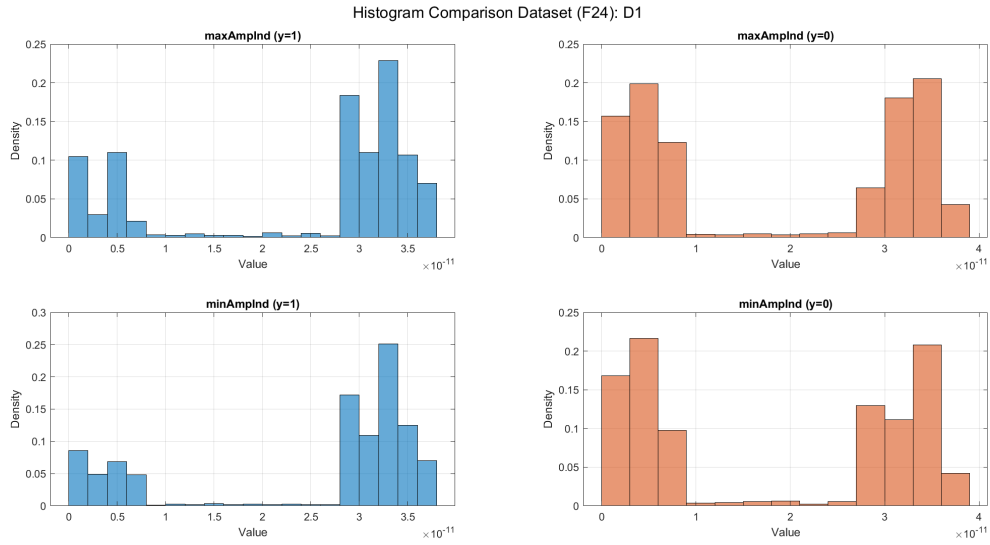 Histogram Comparison Dataset (F24): D1
maxAmpInd (y=1)
0.25
0.2
0.15
0.1
0.05
0
Density
0 0.5 1 1.5 2 2.5 3 3.5
Value
×10⁻¹¹
maxAmpInd (y=0)
0.25
0.2
0.15
0.1
0.05
0
Density
0 1 2 3 4
Value
×10⁻¹¹
minAmpInd (y=1)
0.3
0.25
0.2
0.15
0.1
0.05
0
Density
0 0.5 1 1.5 2 2.5 3 3.5
Value
×10⁻¹¹
minAmpInd (y=0)
0.25
0.2
0.15
0.1
0.05
0
Density
0 1 2 3 4
Value
×10⁻¹¹